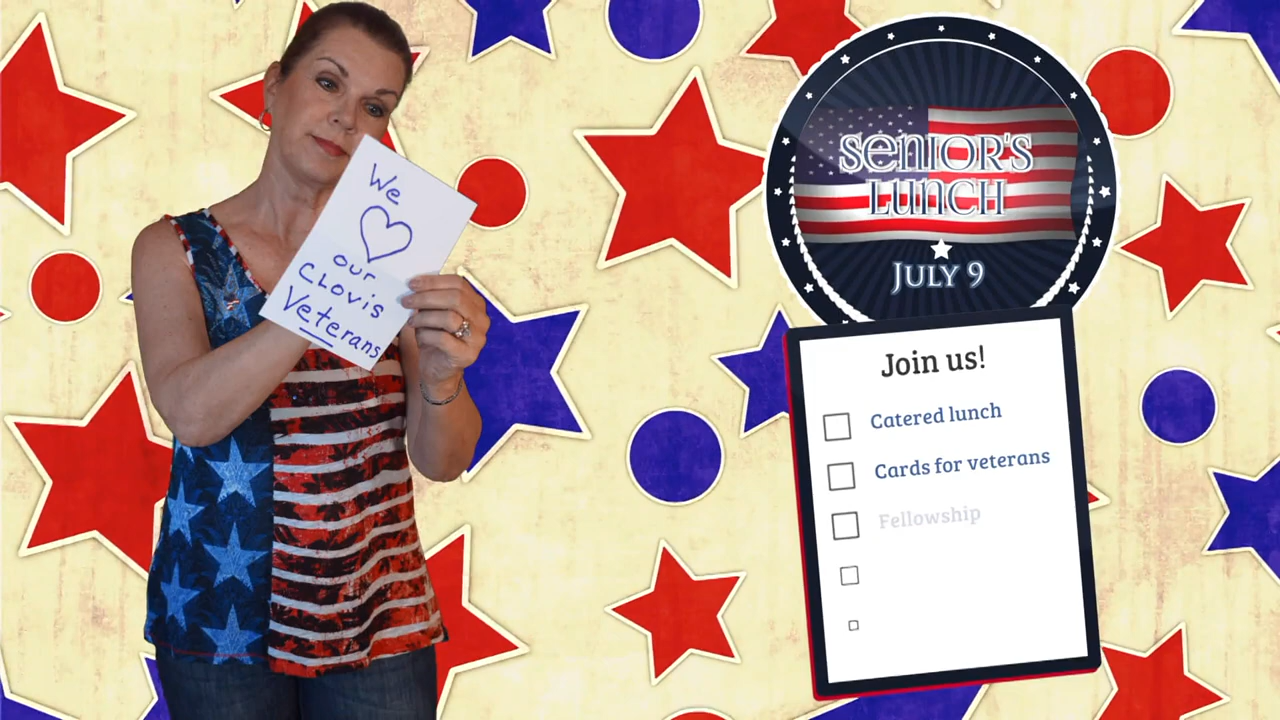 We
♡
our
CLovis
Veterans
SENIOR'S
LUNCH
JULY 9
Join us!
Catered lunch
Cards for veterans
Fellowship